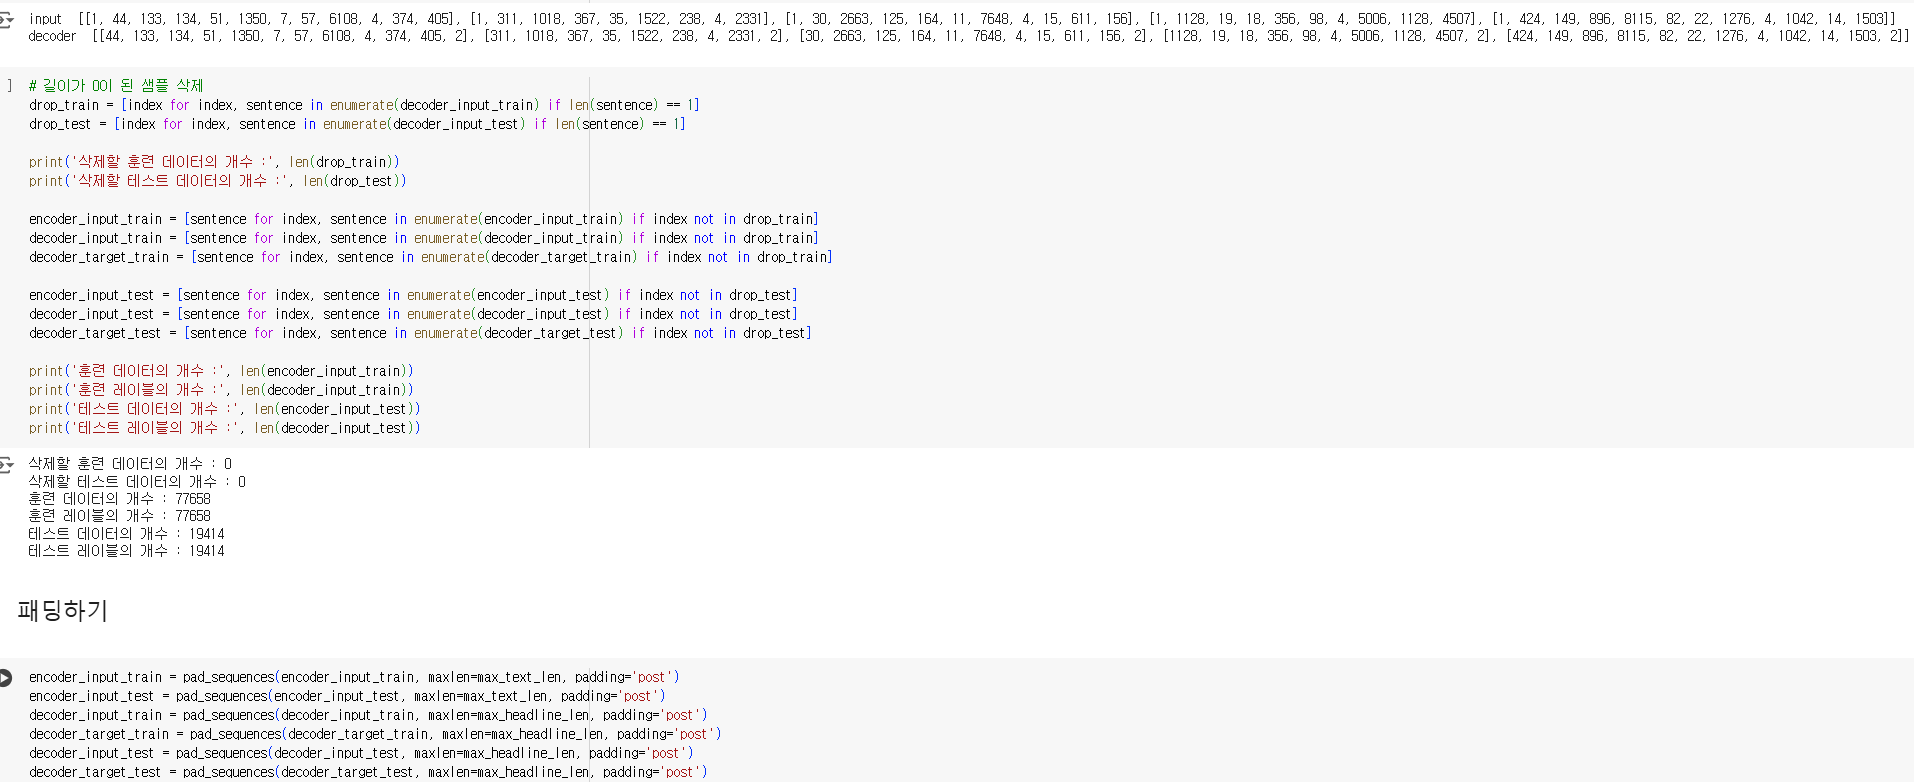 input  [[1, 44, 133, 134, 51, 1350, 7, 57, 6108, 4, 374, 405], [1, 311, 1018, 367, 35, 1522, 238, 4, 2331], [1, 30, 2663, 125, 164, 11, 7648, 4, 15, 611, 156], [1, 1128, 19, 18, 356, 98, 4, 5006, 1128, 4507], [1, 424, 149, 896, 8115, 82, 22, 1276, 4, 1042, 14, 1503]]
decoder  [[44, 133, 134, 51, 1350, 7, 57, 6108, 4, 374, 405, 2], [311, 1018, 367, 35, 1522, 238, 4, 2331, 2], [30, 2663, 125, 164, 11, 7648, 4, 15, 611, 156, 2], [1128, 19, 18, 356, 98, 4, 5006, 1128, 4507, 2], [424, 149, 896, 8115, 82, 22, 1276, 4, 1042, 14, 1503, 2]]
] # 길이가 0이 된 샘플 삭제
drop_train = [index for index, sentence in enumerate(decoder_input_train) if len(sentence) == 1]
drop_test = [index for index, sentence in enumerate(decoder_input_test) if len(sentence) == 1]
print('삭제할 훈련 데이터의 개수 :', len(drop_train))
print('삭제할 테스트 데이터의 개수 :', len(drop_test))
encoder_input_train = [sentence for index, sentence in enumerate(encoder_input_train) if index not in drop_train]
decoder_input_train = [sentence for index, sentence in enumerate(decoder_input_train) if index not in drop_train]
decoder_target_train = [sentence for index, sentence in enumerate(decoder_target_train) if index not in drop_train]
encoder_input_test = [sentence for index, sentence in enumerate(encoder_input_test) if index not in drop_test]
decoder_input_test = [sentence for index, sentence in enumerate(decoder_input_test) if index not in drop_test]
decoder_target_test = [sentence for index, sentence in enumerate(decoder_target_test) if index not in drop_test]
print('훈련 데이터의 개수 :', len(encoder_input_train))
print('훈련 레이블의 개수 :', len(decoder_input_train))
print('테스트 데이터의 개수 :', len(encoder_input_test))
print('테스트 레이블의 개수 :', len(decoder_input_test))
삭제할 훈련 데이터의 개수 : 0
삭제할 테스트 데이터의 개수 : 0
훈련 데이터의 개수 : 77658
훈련 레이블의 개수 : 77658
테스트 데이터의 개수 : 19414
테스트 레이블의 개수 : 19414
패딩하기
encoder_input_train = pad_sequences(encoder_input_train, maxlen=max_text_len, padding='post')
encoder_input_test = pad_sequences(encoder_input_test, maxlen=max_text_len, padding='post')
decoder_input_train = pad_sequences(decoder_input_train, maxlen=max_headline_len, padding='post')
decoder_target_train = pad_sequences(decoder_target_train, maxlen=max_headline_len, padding='post')
decoder_input_test = pad_sequences(decoder_input_test, maxlen=max_headline_len, padding='post')
decoder_target_test = pad_sequences(decoder_target_test, maxlen=max_headline_len, padding='post')